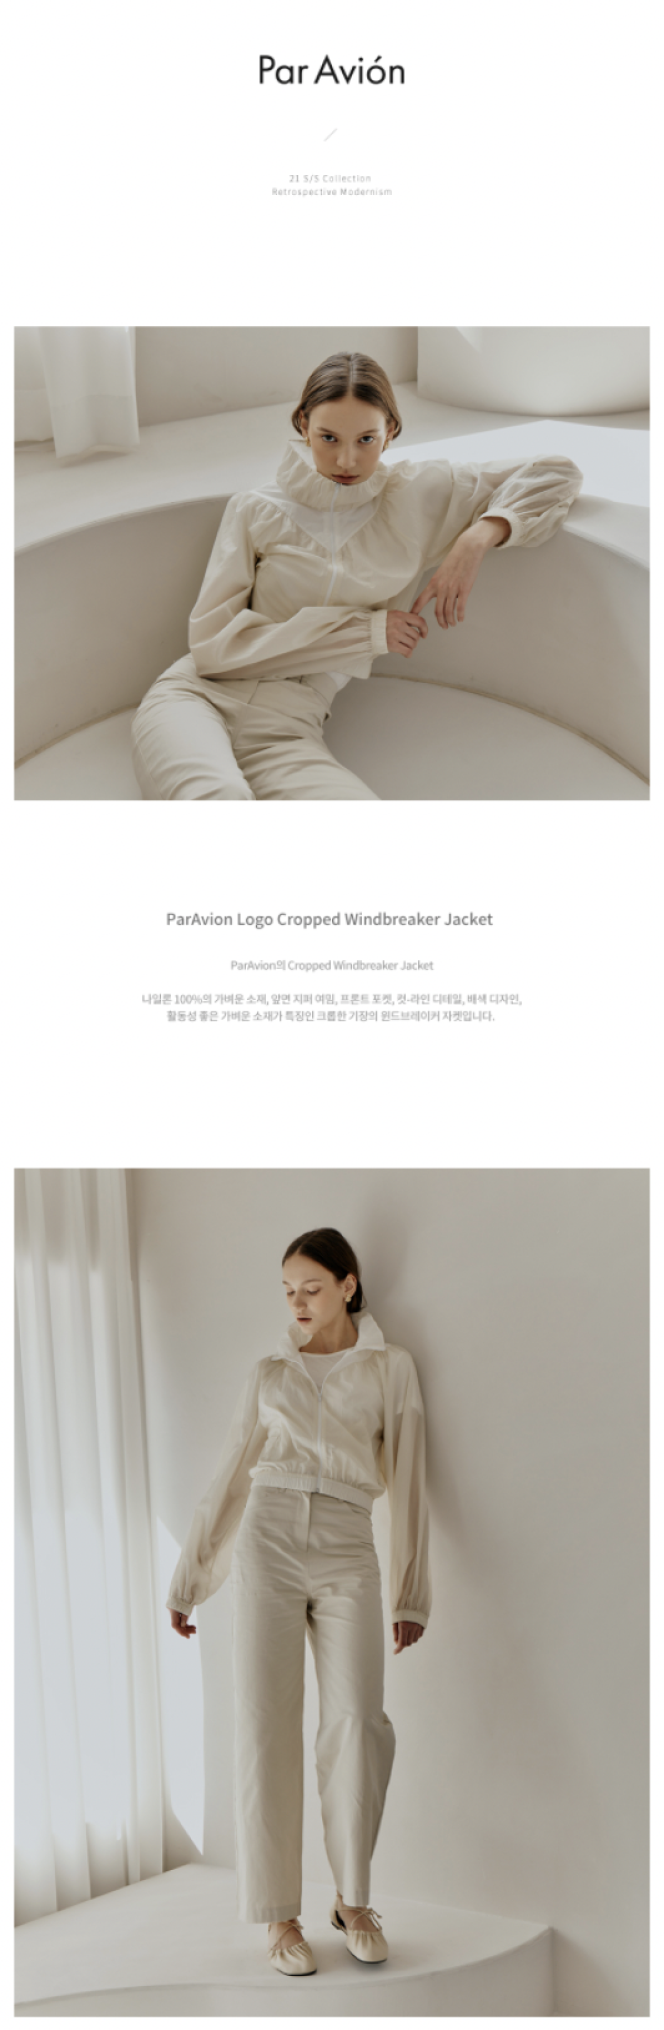 Par Avión
21 S/S Collection
Retrospective Modernism
ParAvion Logo Cropped Windbreaker Jacket
ParAvion의 Cropped Windbreaker Jacket
나일론 100%의 가벼운 소재, 앞면 지퍼 여밈, 프론트 포켓, 컷-라인 디테일, 배색 디자인,
활동성 좋은 가벼운 소재가 특징인 크롭한 기장의 윈드브레이커 자켓입니다.